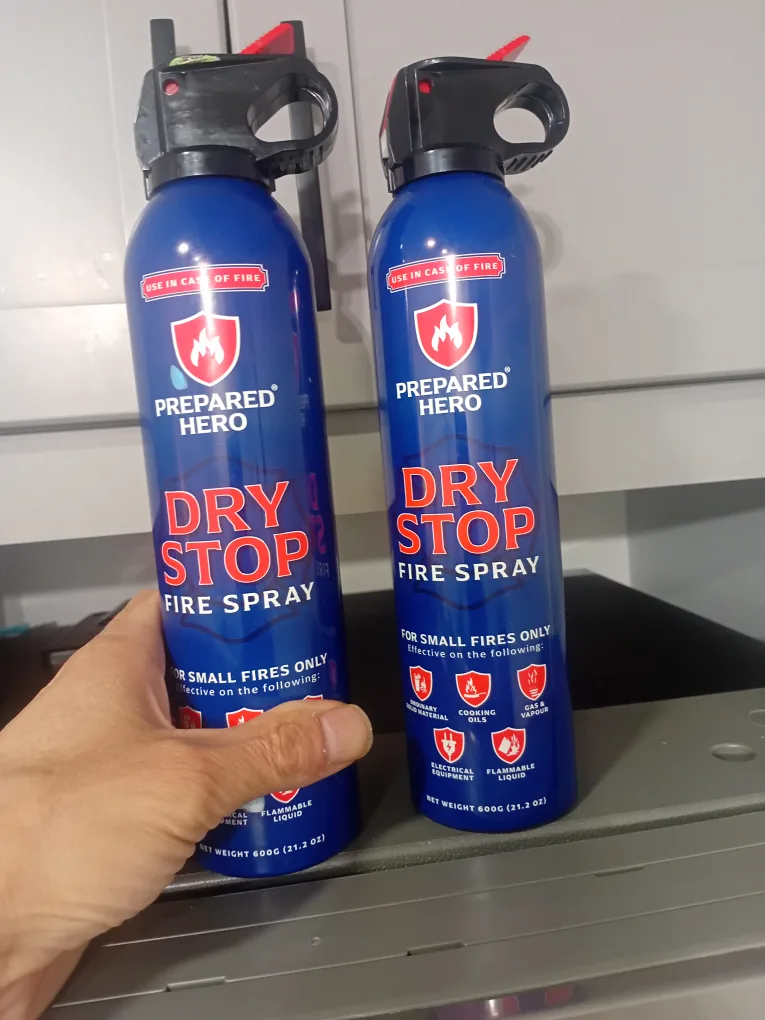 USE IN CASE OF FIRE
PREPARED®
HERO
DRY
STOP
FIRE SPRAY
FOR SMALL FIRES ONLY
Effective on the following:
FLAMMABLE
LIQUID
NET WEIGHT 600G (21.2 OZ)
USE IN CASE OF FIRE
PREPARED®
HERO
DRY
STOP
FIRE SPRAY
FOR SMALL FIRES ONLY
Effective on the following:
ORDINARY
SOLID MATERIAL
COOKING
OILS
GAS &
VAPOUR
ELECTRICAL
EQUIPMENT
FLAMMABLE
LIQUID
NET WEIGHT 600G (21.2 OZ)